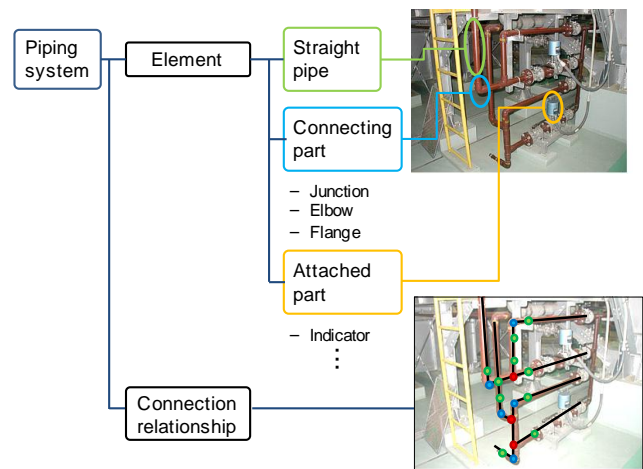 Piping
system
Element
Straight
pipe
Connecting
part
– Junction
– Elbow
– Flange
Attached
part
– Indicator
⋮
Connection
relationship